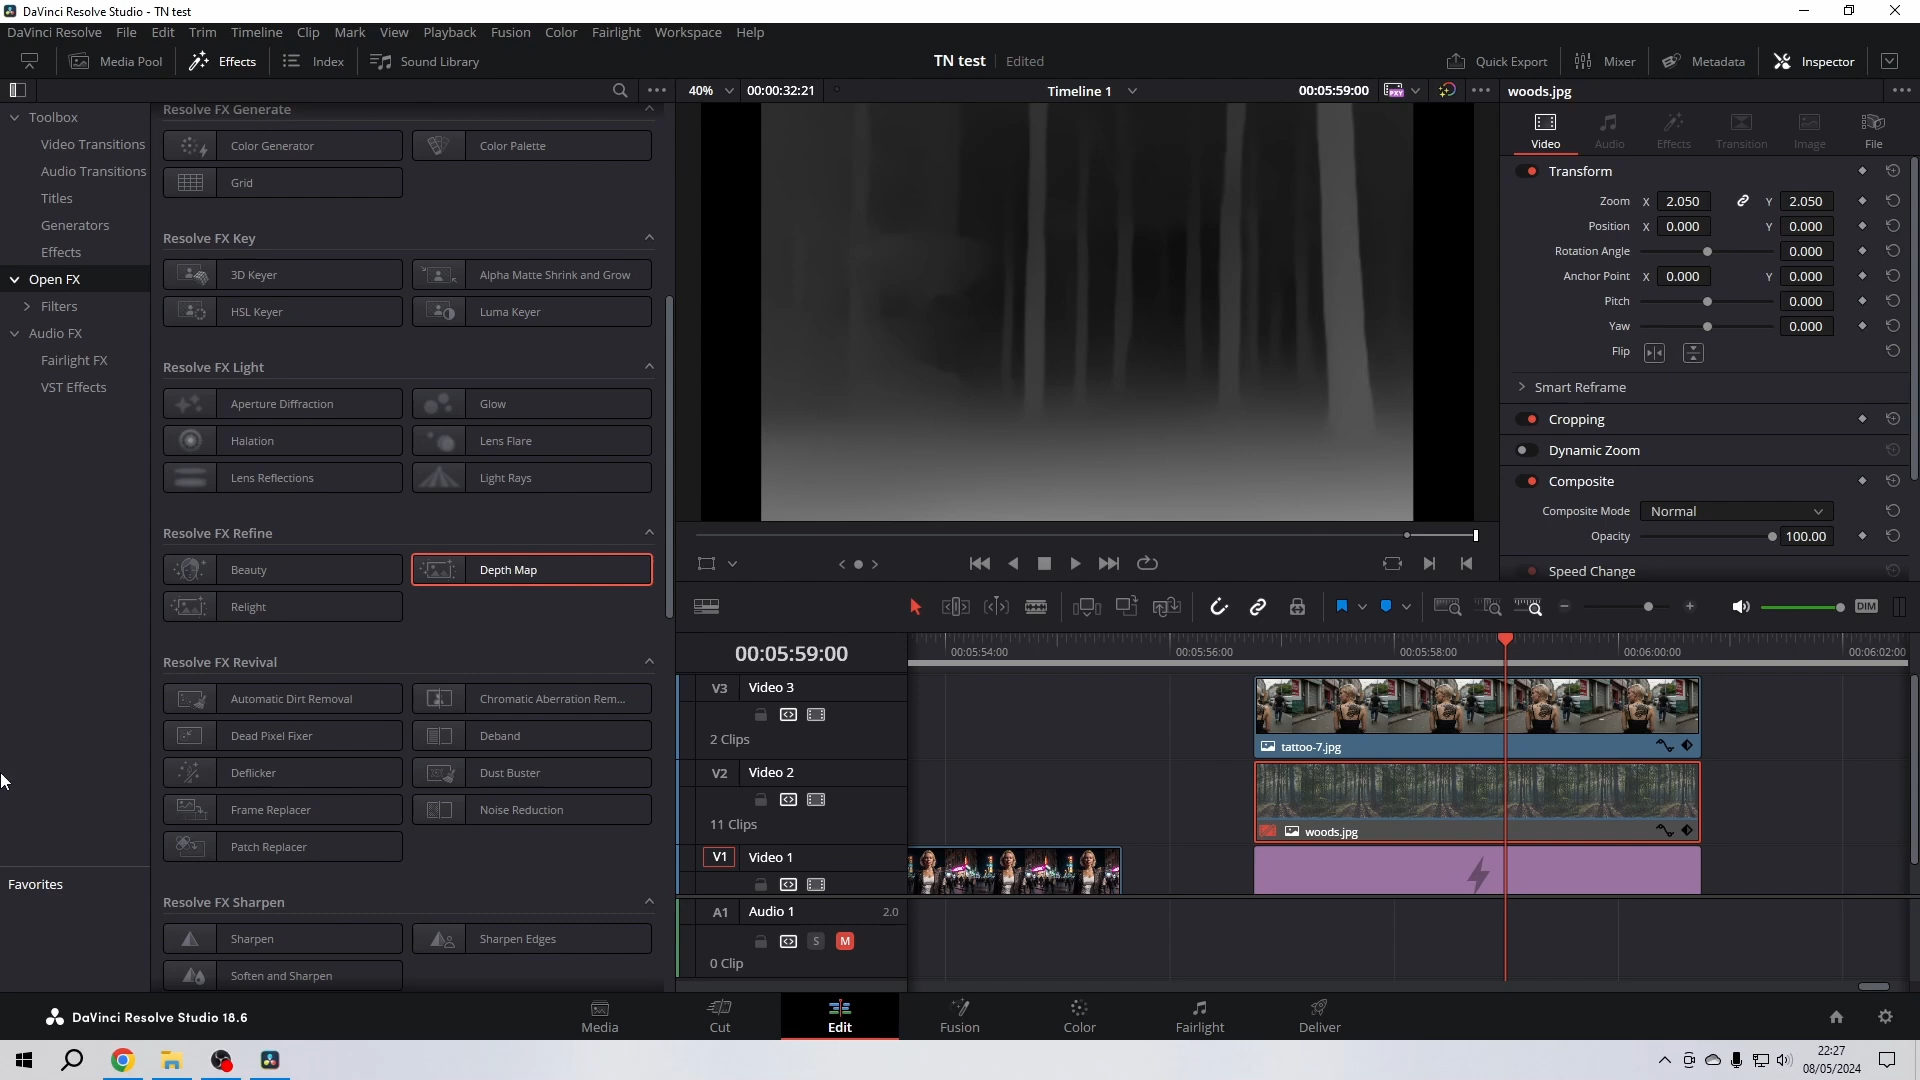 DaVinci Resolve Studio - TN test
DaVinci Resolve File Edit Trim Timeline Clip Mark View Playback Fusion Color Fairlight Workspace Help
Media Pool Effects Index Sound Library TN test Edited Quick Export Mixer Metadata Inspector
40% 00:00:32:21 Timeline 1 00:05:59:00 PXY woods.jpg
Toolbox
Video Transitions
Audio Transitions
Titles
Generators
Effects
Open FX
Filters
Audio FX
Fairlight FX
VST Effects
Favorites
Resolve FX Generate
Color Generator Color Palette
Grid
Resolve FX Key
3D Keyer Alpha Matte Shrink and Grow
HSL Keyer Luma Keyer
Resolve FX Light
Aperture Diffraction Glow
Halation Lens Flare
Lens Reflections Light Rays
Resolve FX Refine
Beauty Depth Map
Relight
Resolve FX Revival
Automatic Dirt Removal Chromatic Aberration Rem...
Dead Pixel Fixer Deband
Deflicker Dust Buster
Frame Replacer Noise Reduction
Patch Replacer
Resolve FX Sharpen
Sharpen Sharpen Edges
Soften and Sharpen
Video Audio Effects Transition Image File
Transform
Zoom X 2.050 Y 2.050
Position X 0.000 Y 0.000
Rotation Angle 0.000
Anchor Point X 0.000 Y 0.000
Pitch 0.000
Yaw 0.000
Flip
Smart Reframe
Cropping
Dynamic Zoom
Composite
Composite Mode Normal
Opacity 100.00
Speed Change
DIM
00:05:59:00 00:05:54:00 00:05:56:00 00:05:58:00 00:06:00:00 00:06:02:00
V3 Video 3
2 Clips
tattoo-7.jpg
V2 Video 2
11 Clips
woods.jpg
V1 Video 1
A1 Audio 1 2.0
S M
0 Clip
DaVinci Resolve Studio 18.6
Media Cut Edit Fusion Color Fairlight Deliver
22:27
08/05/2024